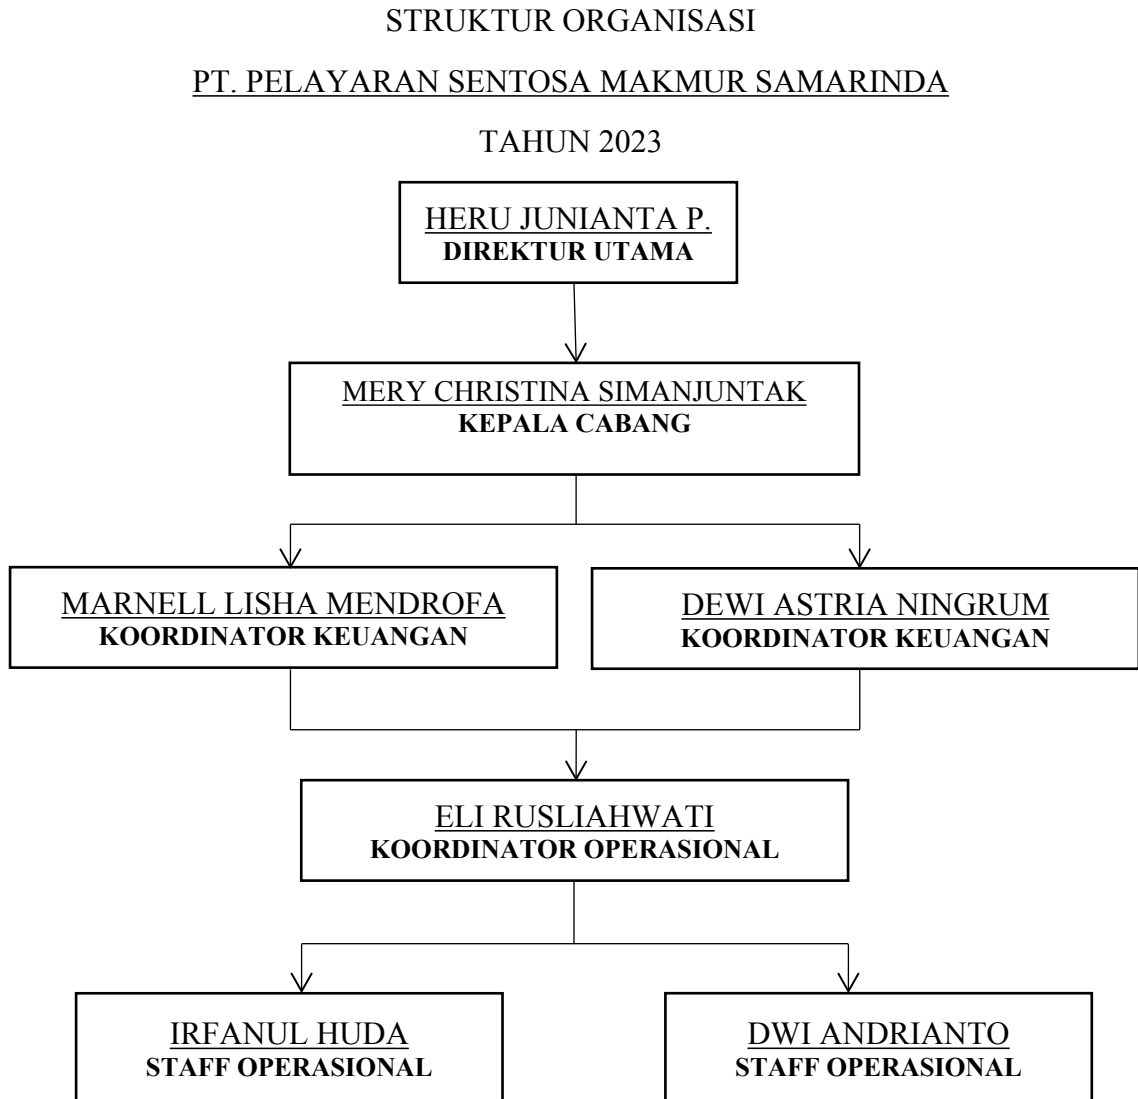 STRUKTUR ORGANISASI
PT. PELAYARAN SENTOSA MAKMUR SAMARINDA
TAHUN 2023
HERU JUNIANTA P.
DIREKTUR UTAMA
MERY CHRISTINA SIMANJUNTAK
KEPALA CABANG
MARNELL LISHA MENDROFA
KOORDINATOR KEUANGAN
DEWI ASTRIA NINGRUM
KOORDINATOR KEUANGAN
ELI RUSLIAHWATI
KOORDINATOR OPERASIONAL
IRFANUL HUDA
STAFF OPERASIONAL
DWI ANDRIANTO
STAFF OPERASIONAL